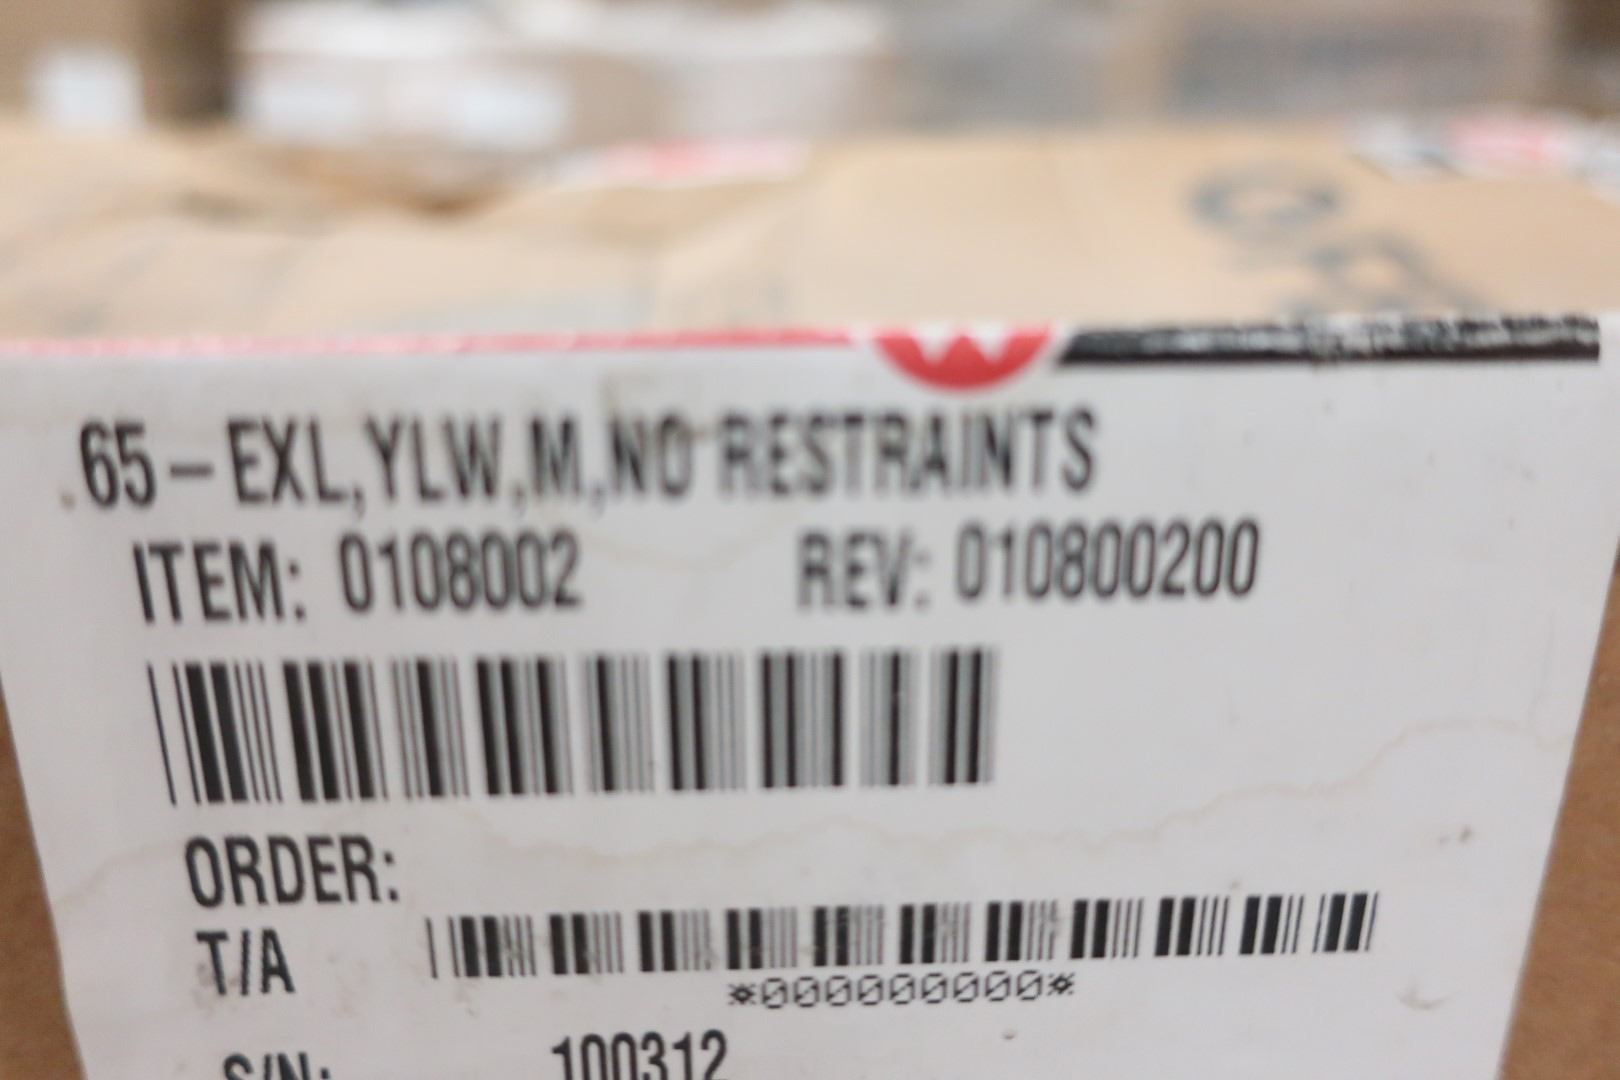 W
.65-EXL,YLW,M,NO RESTRAINTS
ITEM: 0108002 REV: 010800200
ORDER:
T/A
*000000000*
S/N: 100312